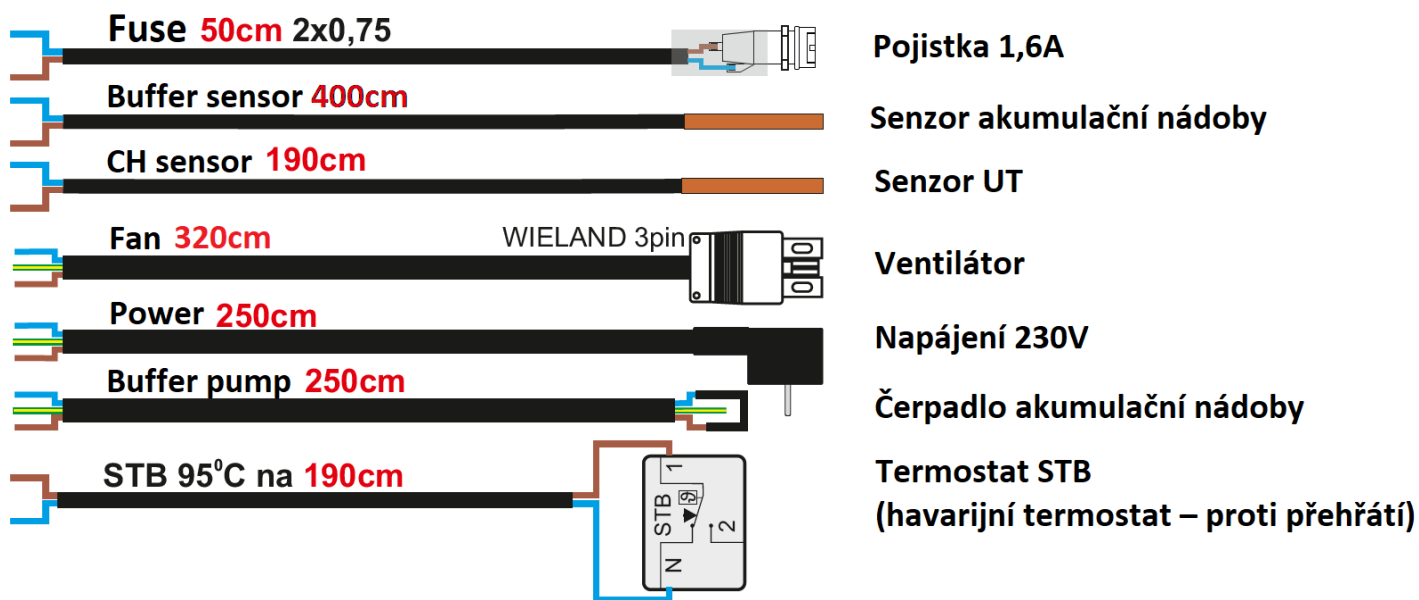 Fuse 50cm 2x0,75
Pojistka 1,6A
Buffer sensor 400cm
Senzor akumulační nádoby
CH sensor 190cm
Senzor UT
Fan 320cm
WIELAND 3pin
Ventilátor
Power 250cm
Napájení 230V
Buffer pump 250cm
Čerpadlo akumulační nádoby
STB 95⁰C na 190cm
1
STB
ϑ
2
N
Termostat STB
(havarijní termostat – proti přehřátí)